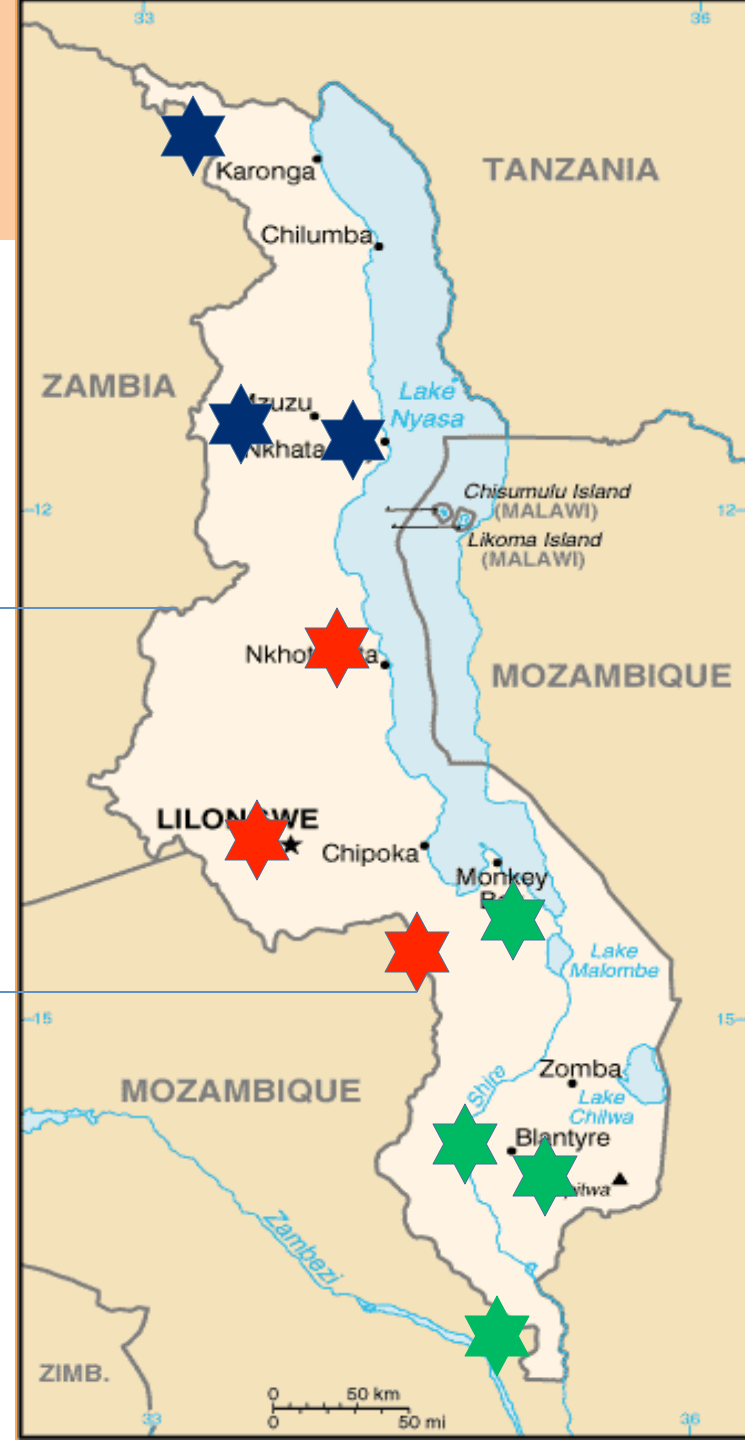 33
36
Karonga
TANZANIA
Chilumba
ZAMBIA
Lake
Nyasa
Nkhata
12
Chisumulu Island
(MALAWI)
12
Likoma Island
(MALAWI)
MOZAMBIQUE
LILONGWE
Chipoka
Monkey
Lake
Malombe
15
15
Zomba
Shire
MOZAMBIQUE
Lake
Chilwa
Blantyre
Zambezi
ZIMB.
0
50 km
0
50 mi
33
36